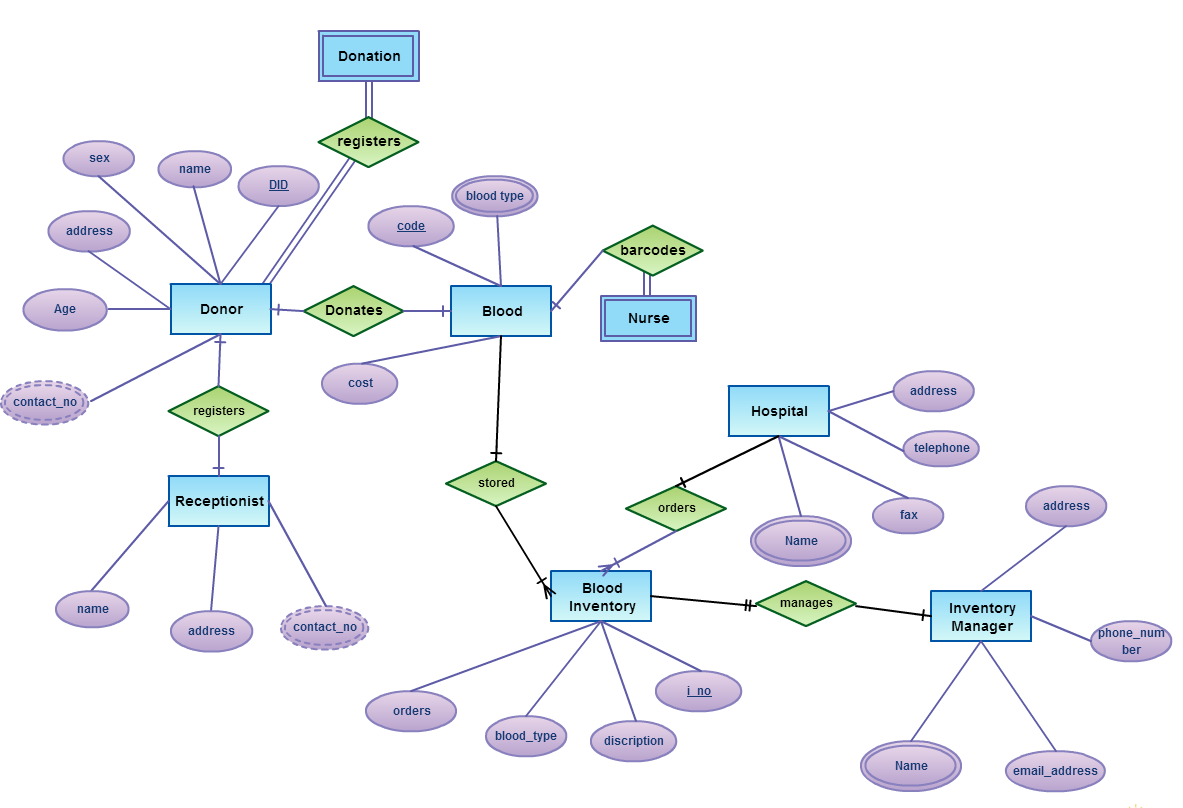 Donation
registers
sex
name
DID
blood type
address
code
barcodes
Age
Donor
Donates
Blood
Nurse
cost
contact_no
registers
Hospital
address
telephone
stored
Receptionist
orders
fax
address
Name
Blood
Inventory
manages
Inventory
Manager
name
address
contact_no
phone_num
ber
orders
i_no
blood_type
discription
Name
email_address